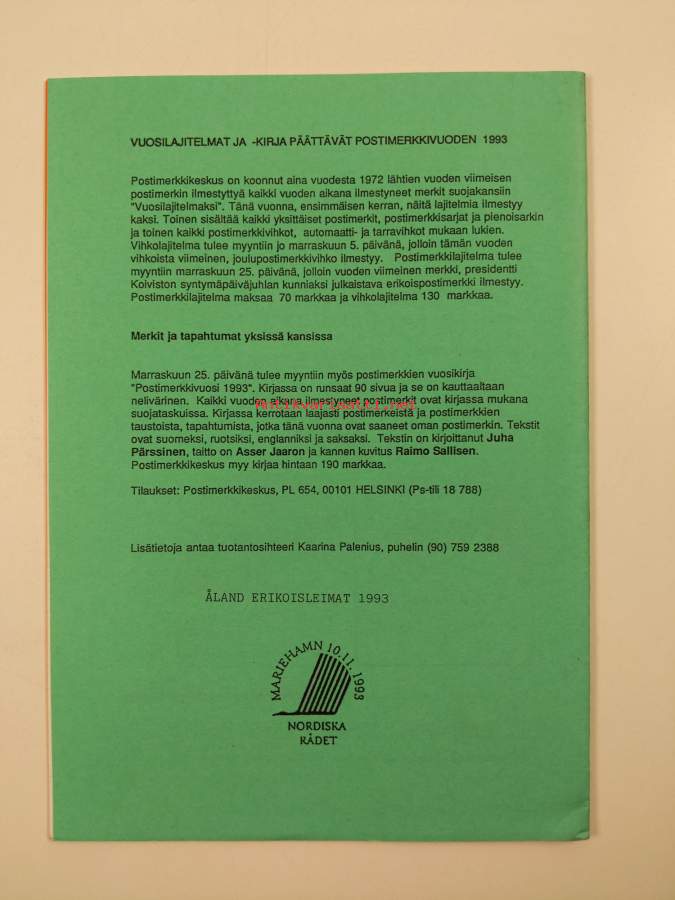 VUOSILAJITELMAT JA -KIRJA PÄÄTTÄVÄT POSTIMERKKIVUODEN 1993
Postimerkkikeskus on koonnut aina vuodesta 1972 lähtien vuoden viimeisen
postimerkin ilmestyttyä kaikki vuoden aikana ilmestyneet merkit suojakansiin
"Vuosilajitelmaksi". Tänä vuonna, ensimmäisen kerran, näitä lajitelmia ilmestyy
kaksi. Toinen sisältää kaikki yksittäiset postimerkit, postimerkkisarjat ja pienoisarkin
ja toinen kaikki postimerkkivihkot, automaatti- ja tarravihkot mukaan lukien.
Vihkolajitelma tulee myyntiin jo marraskuun 5. päivänä, jolloin tämän vuoden
vihkoista viimeinen, joulupostimerkkivihko ilmestyy. Postimerkkilajitelma tulee
myyntiin marraskuun 25. päivänä, jolloin vuoden viimeinen merkki, presidentti
Koiviston syntymäpäiväjuhlan kunniaksi julkaistava erikoispostimerkki ilmestyy.
Postimerkkilajitelma maksaa 70 markkaa ja vihkolajitelma 130 markkaa.
Merkit ja tapahtumat yksissä kansissa
Marraskuun 25. päivänä tulee myyntiin myös postimerkkien vuosikirja
"Postimerkkivuosi 1993". Kirjassa on runsaat 90 sivua ja se on kauttaaltaan
nelivärinen. Kaikki vuoden aikana ilmestyneet postimerkit ovat kirjassa mukana
suojataskuissa. Kirjassa kerrotaan laajasti postimerkeistä ja postimerkkien
taustoista, tapahtumista, jotka tänä vuonna ovat saaneet oman postimerkin. Tekstit
ovat suomeksi, ruotsiksi, englanniksi ja saksaksi. Tekstin on kirjoittanut Juha
Pärssinen, taitto on Asser Jaaron ja kannen kuvitus Raimo Sallisen.
Postimerkkikeskus myy kirjaa hintaan 190 markkaa.
Tilaukset: Postimerkkikeskus, PL 654, 00101 HELSINKI (Ps-tili 18 788)
Lisätietoja antaa tuotantosihteeri Kaarina Palenius, puhelin (90) 759 2388
ÅLAND ERIKOISLEIMAT 1993
MARIEHAMN 10.11.1993
NORDISKA
RÅDET
Antikvariaatti.net